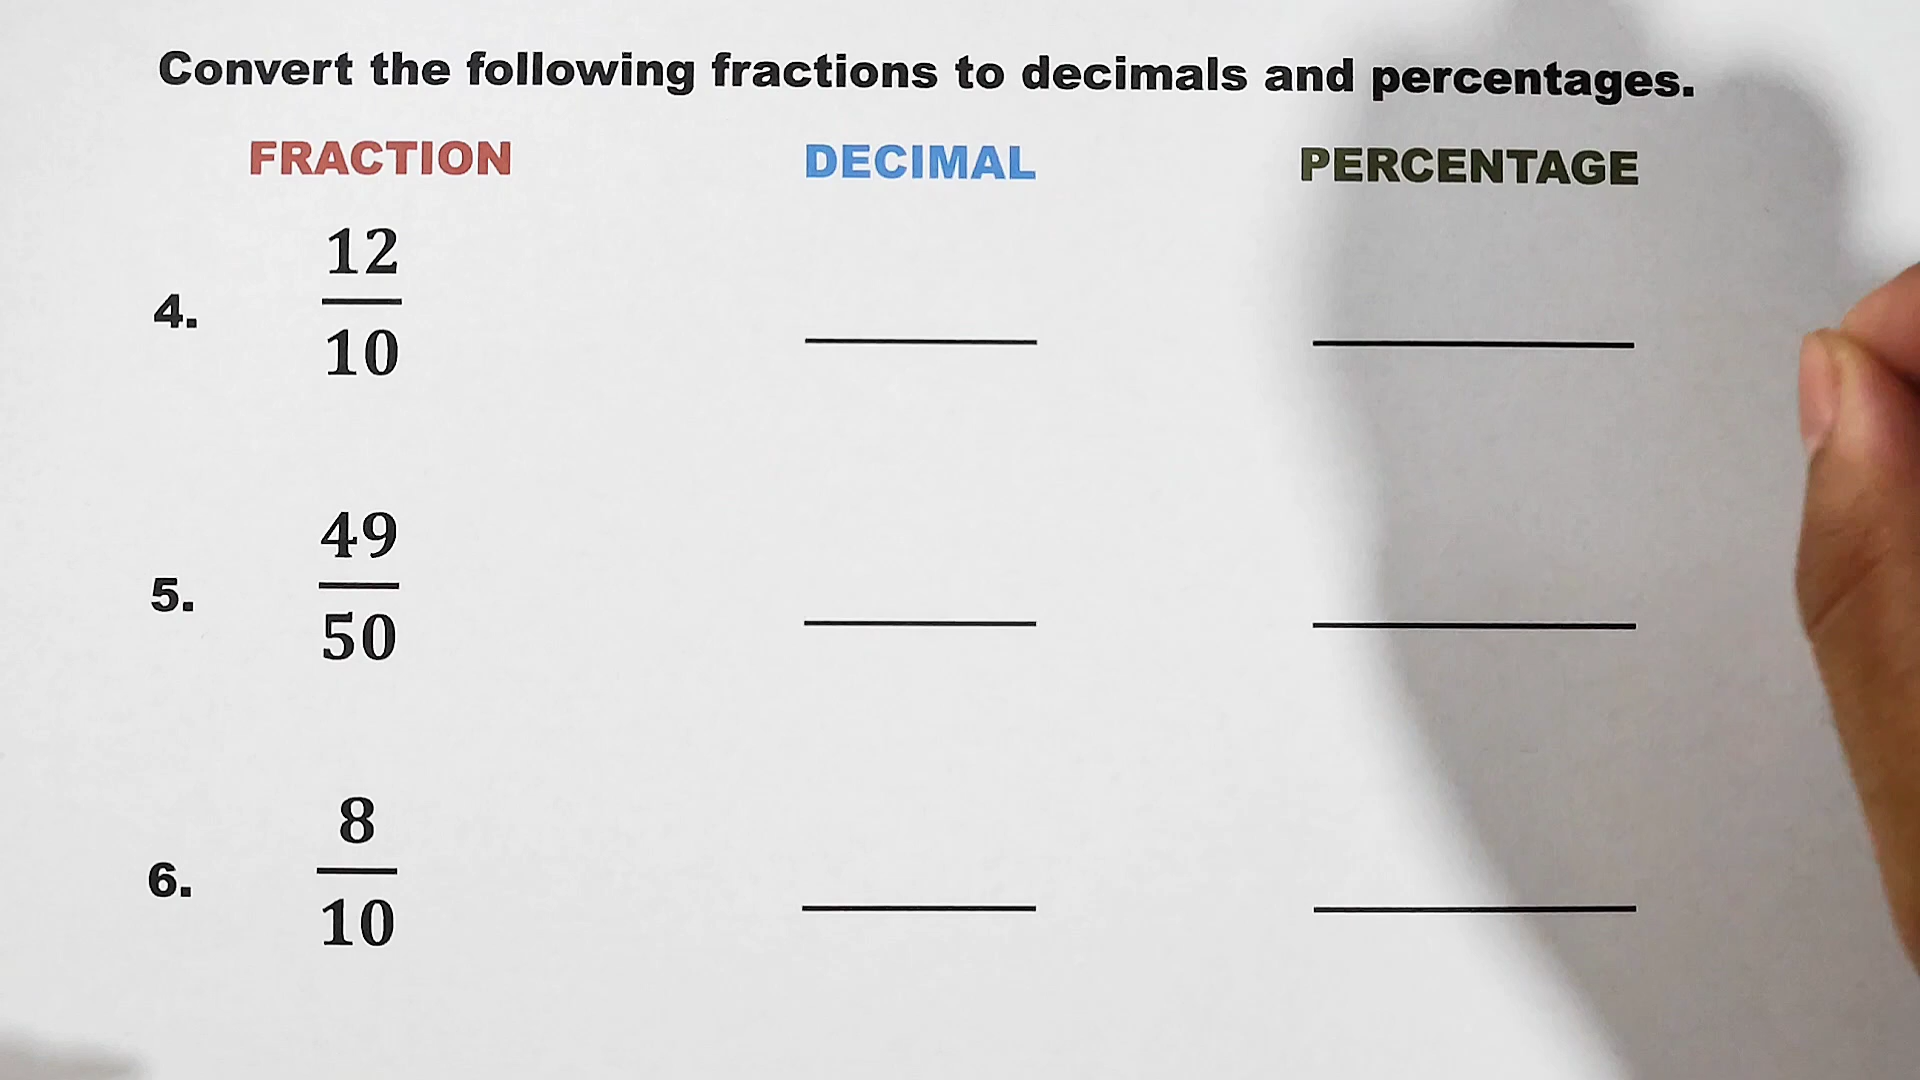 Convert the following fractions to decimals and percentages.
FRACTION DECIMAL PERCENTAGE
4. 12/10
5. 49/50
6. 8/10